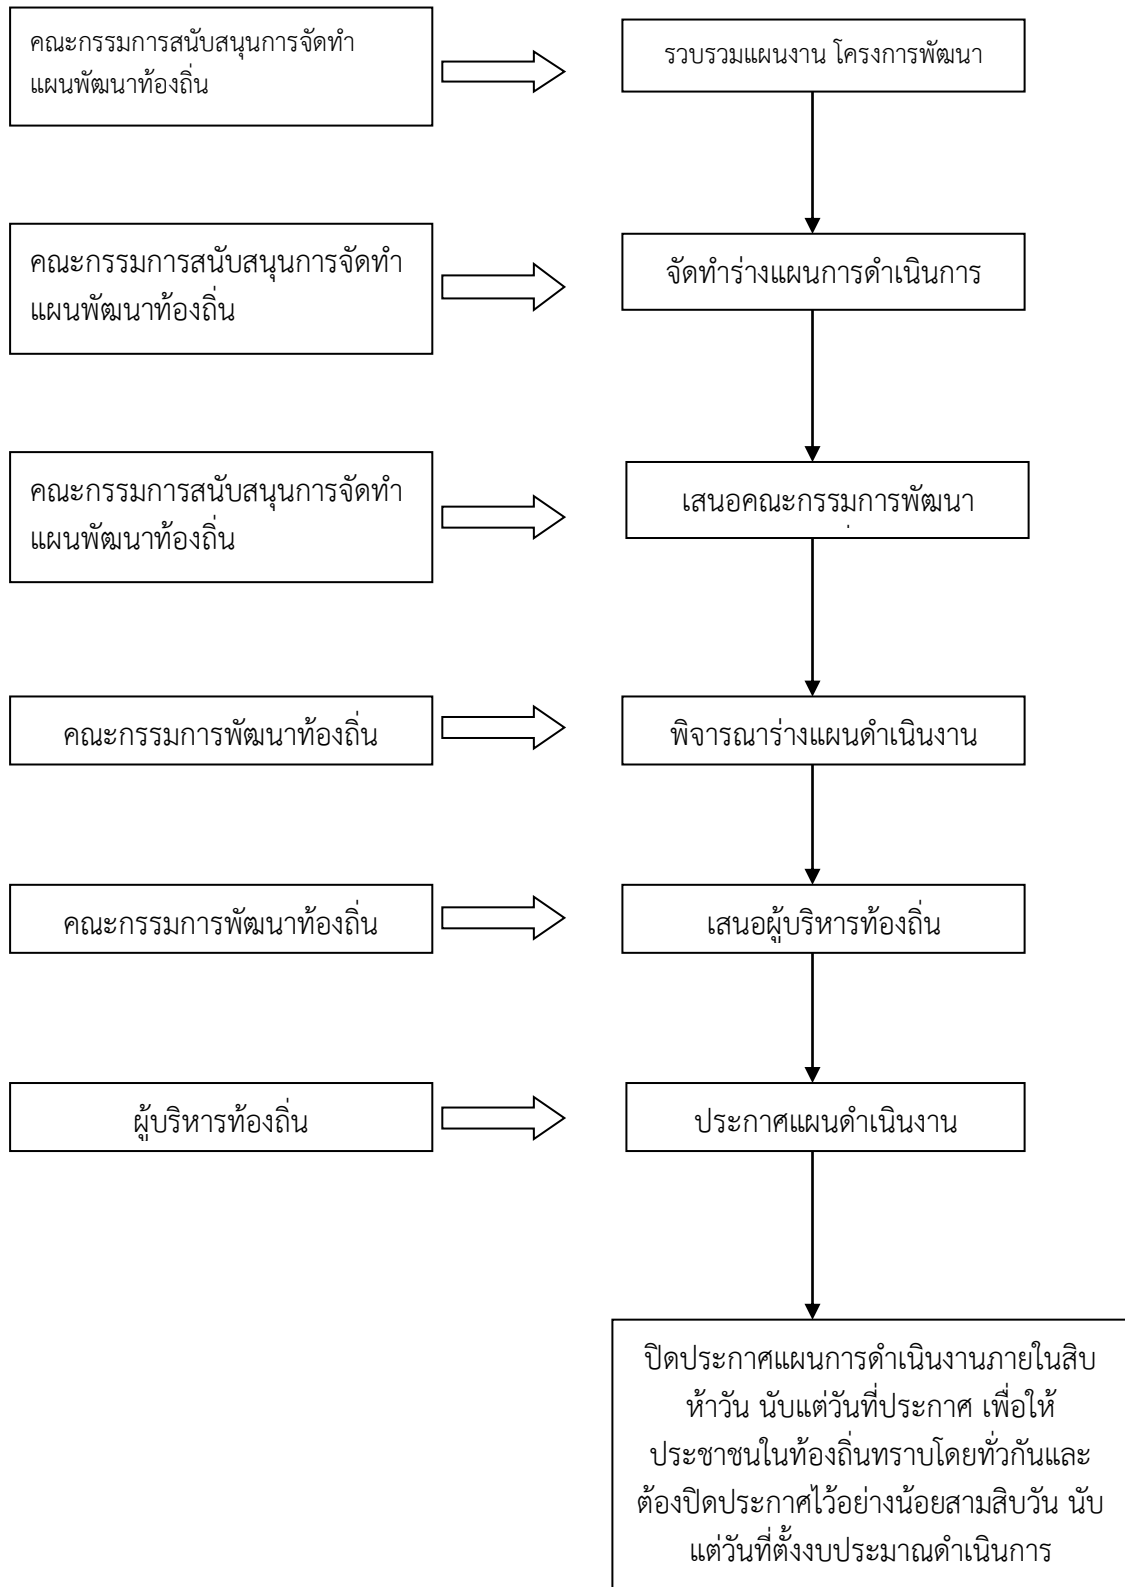 คณะกรรมการสนับสนุนการจัดทำ
แผนพัฒนาท้องถิ่น
รวบรวมแผนงาน โครงการพัฒนา
คณะกรรมการสนับสนุนการจัดทำ
แผนพัฒนาท้องถิ่น
จัดทำร่างแผนการดำเนินการ
คณะกรรมการสนับสนุนการจัดทำ
แผนพัฒนาท้องถิ่น
เสนอคณะกรรมการพัฒนา
คณะกรรมการพัฒนาท้องถิ่น
พิจารณาร่างแผนดำเนินงาน
คณะกรรมการพัฒนาท้องถิ่น
เสนอผู้บริหารท้องถิ่น
ผู้บริหารท้องถิ่น
ประกาศแผนดำเนินงาน
ปิดประกาศแผนการดำเนินงานภายในสิบ
ห้าวัน นับแต่วันที่ประกาศ เพื่อให้
ประชาชนในท้องถิ่นทราบโดยทั่วกันและ
ต้องปิดประกาศไว้อย่างน้อยสามสิบวัน นับ
แต่วันที่ตั้งงบประมาณดำเนินการ